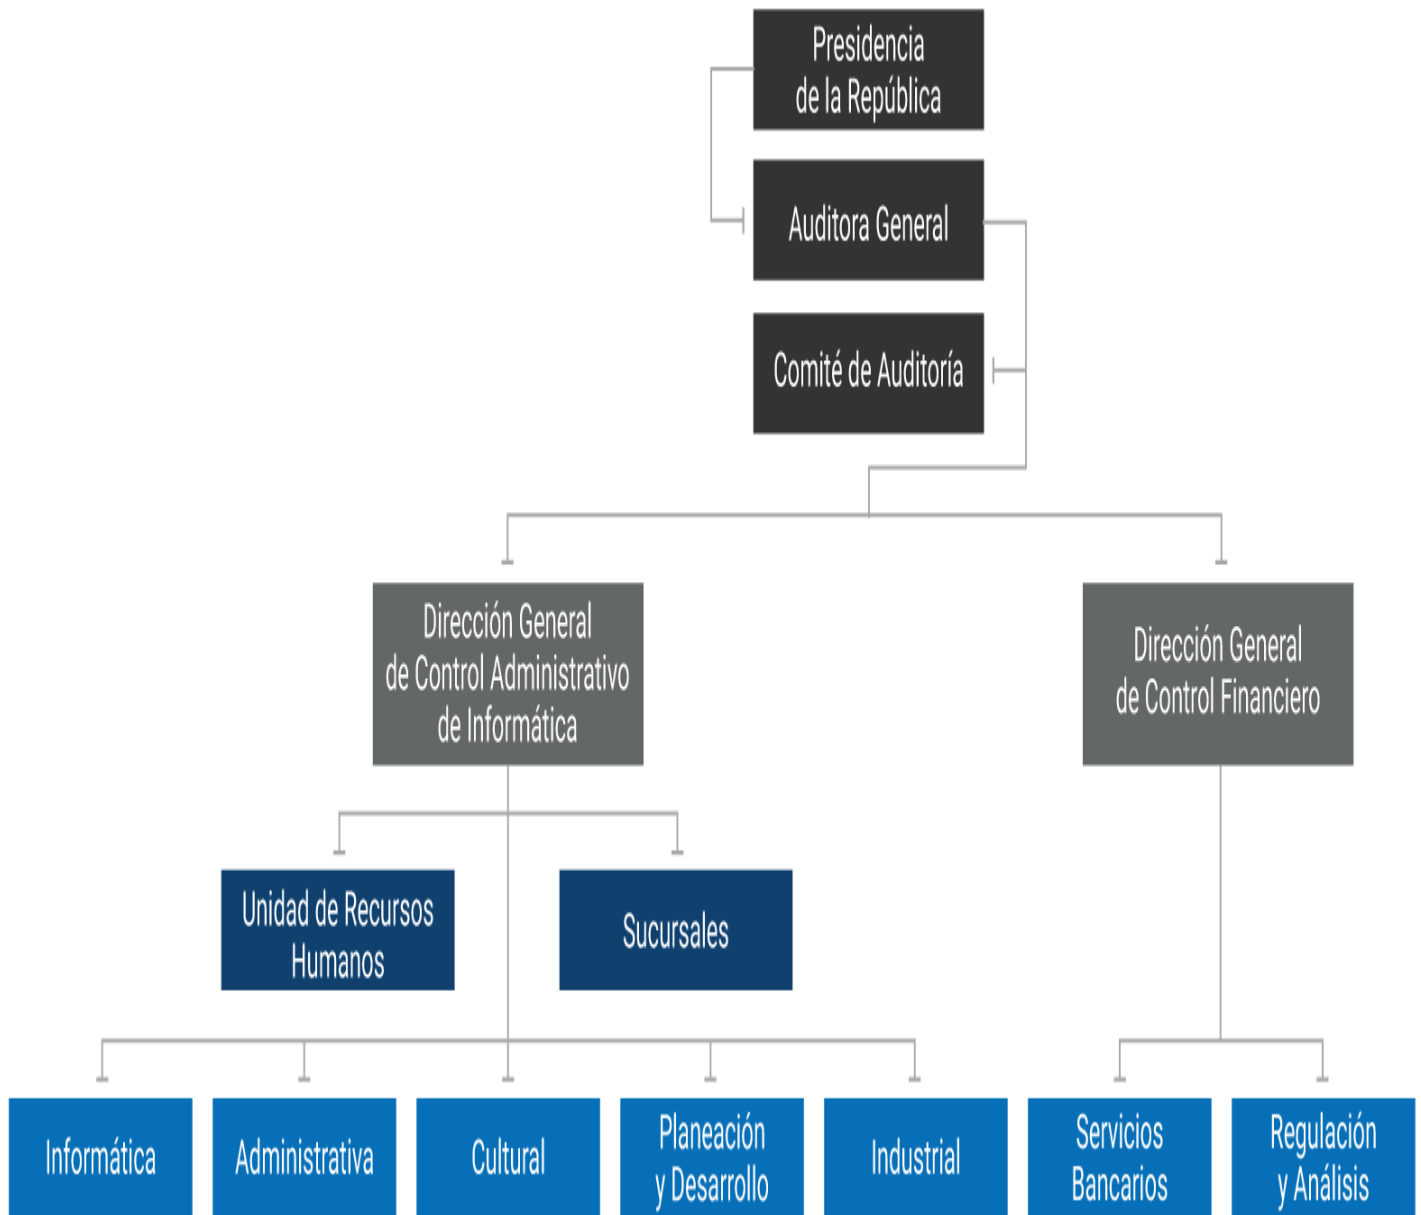 Presidencia
de la República
Auditora General
Comité de Auditoría
Dirección General
de Control Administrativo
de Informática
Dirección General
de Control Financiero
Unidad de Recursos
Humanos
Sucursales
Informática
Administrativa
Cultural
Planeación
y Desarrollo
Industrial
Servicios
Bancarios
Regulación
y Análisis